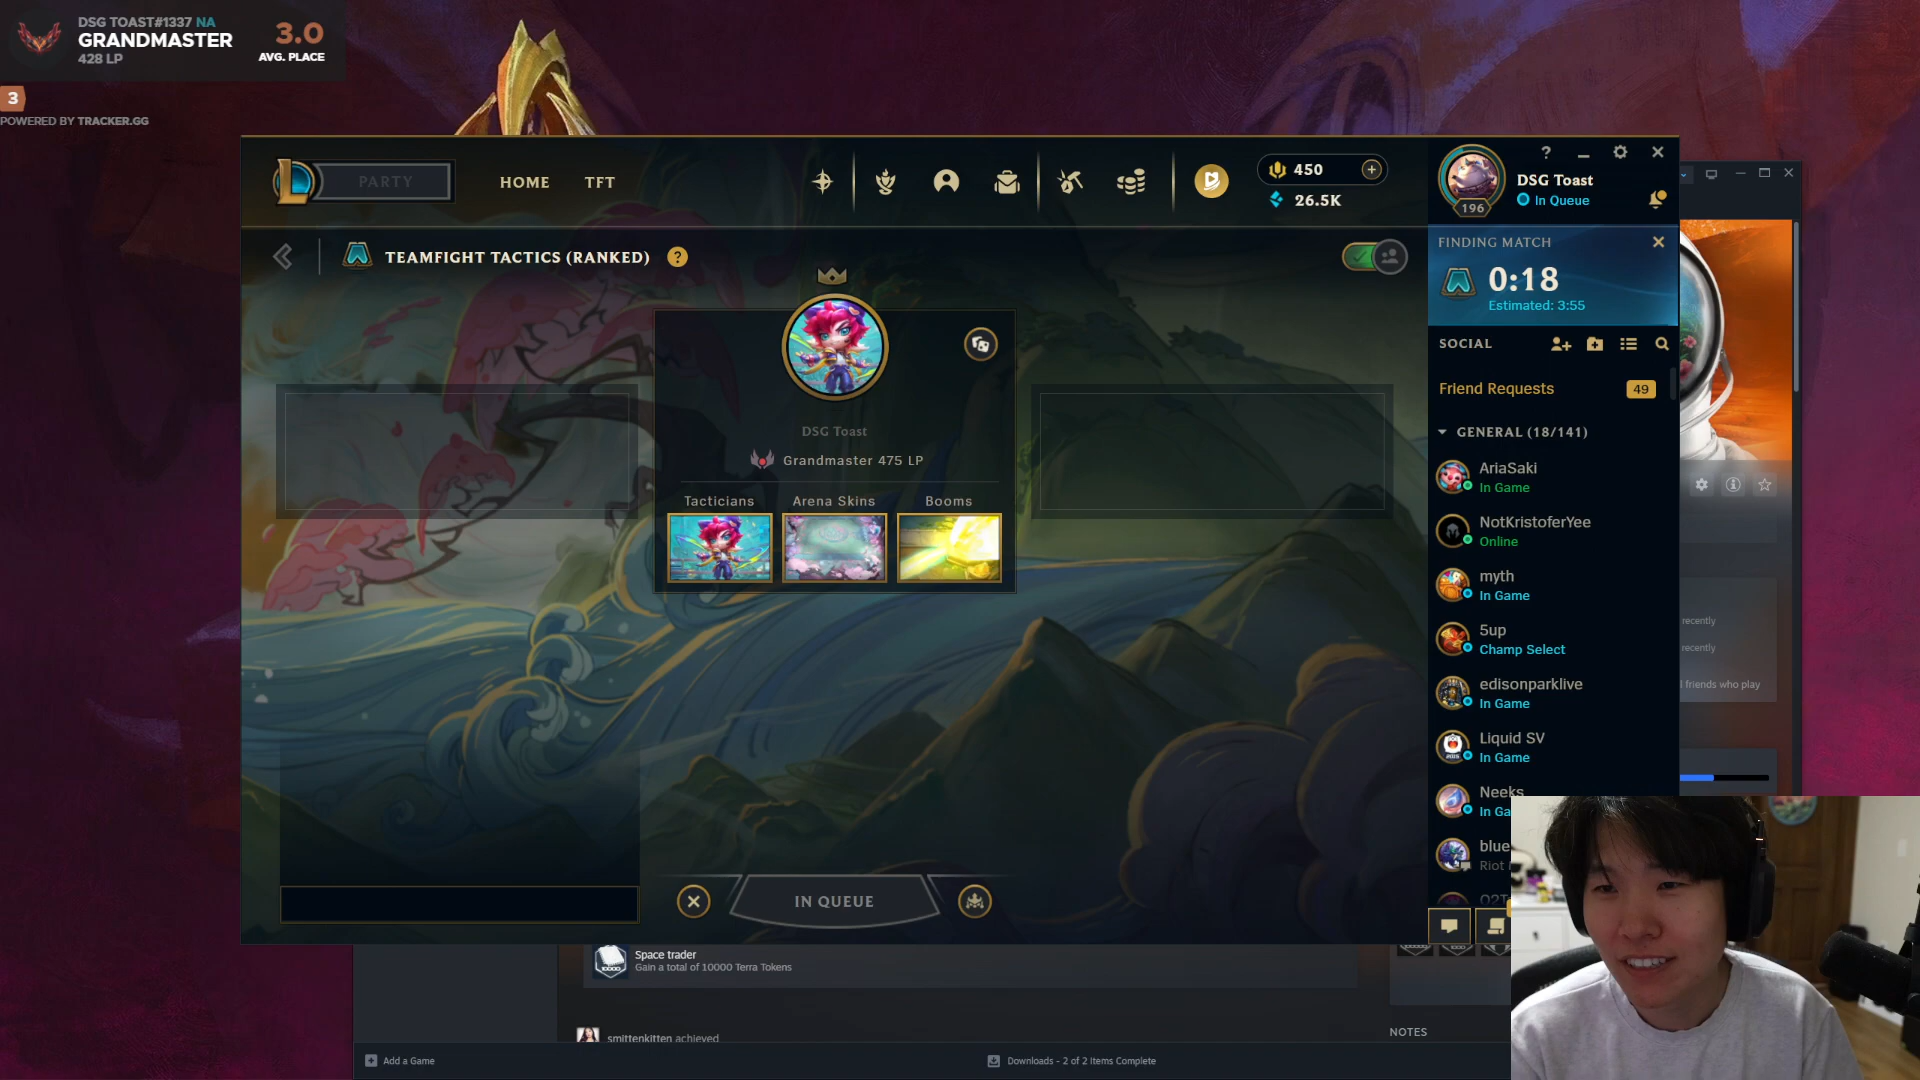 DSG TOAST#1337 NA
GRANDMASTER
428 LP
3.0
AVG. PLACE
3
POWERED BY TRACKER.GG
PARTY
HOME
TFT
450
26.5K
196
DSG Toast
In Queue
TEAMFIGHT TACTICS (RANKED)
?
FINDING MATCH
0:18
Estimated: 3:55
DSG Toast
Grandmaster 475 LP
Tacticians
Arena Skins
Booms
IN QUEUE
SOCIAL
Friend Requests
49
GENERAL (18/141)
AriaSaki
In Game
NotKristoferYee
Online
myth
In Game
5up
Champ Select
edisonparklive
In Game
Liquid SV
In Game
Neeks
In Ga
blue
Riot
recently
recently
l friends who play
Space trader
Gain a total of 10000 Terra Tokens
smittenkitten achieved
NOTES
Add a Game
Downloads - 2 of 2 Items Complete